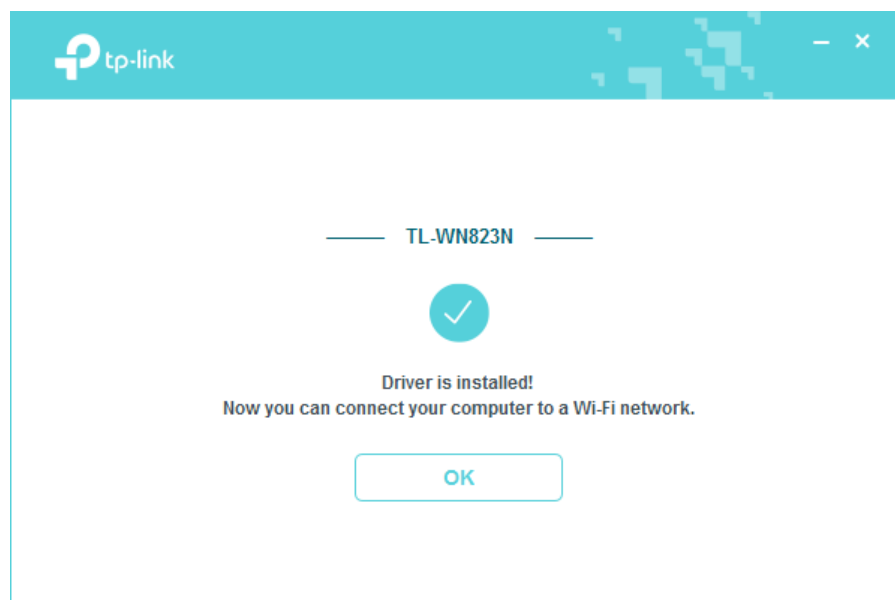 tp-link
TL-WN823N
Driver is installed!
Now you can connect your computer to a Wi-Fi network.
OK